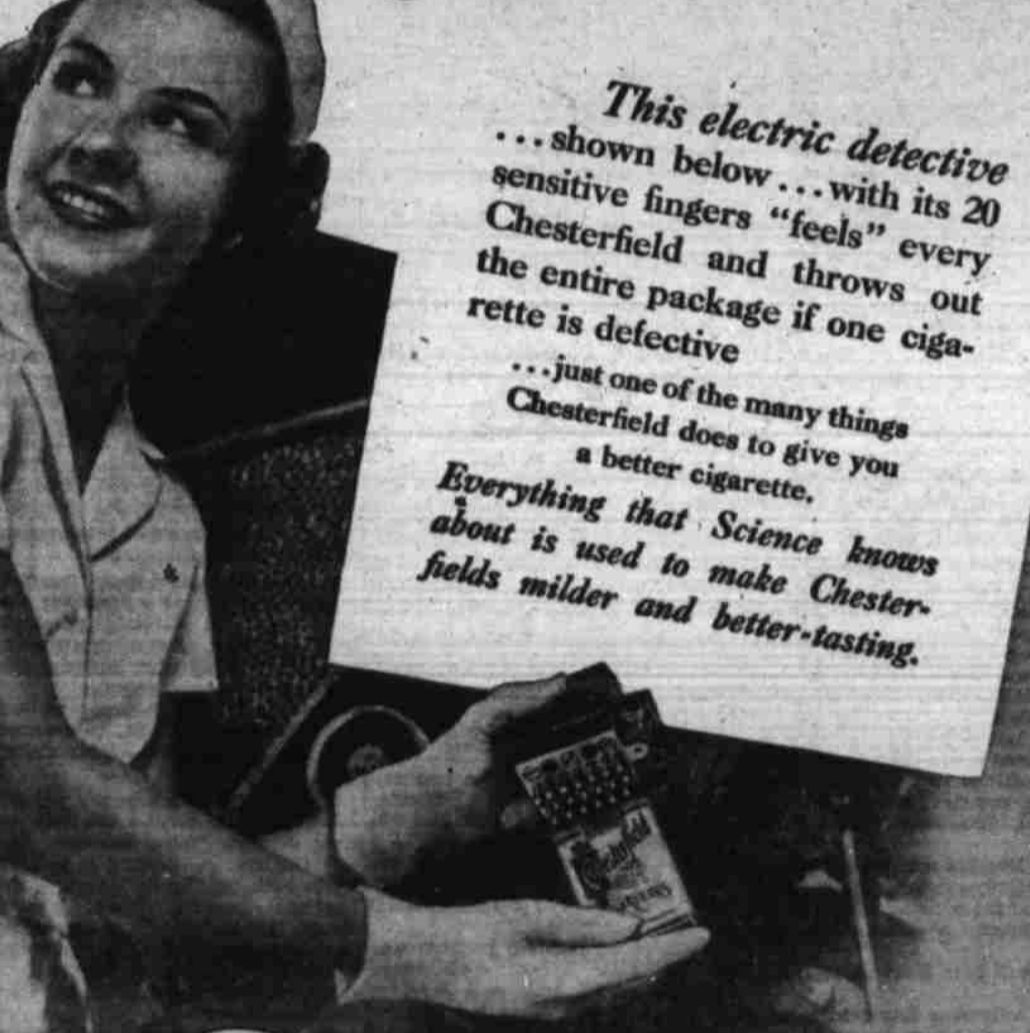 This electric detective
...shown below...with its 20
sensitive fingers “feels” every
Chesterfield and throws out
the entire package if one ciga-
rette is defective
...just one of the many things
Chesterfield does to give you
a better cigarette.
Everything that Science knows
about is used to make Chester-
fields milder and better-tasting.
Chesterfield